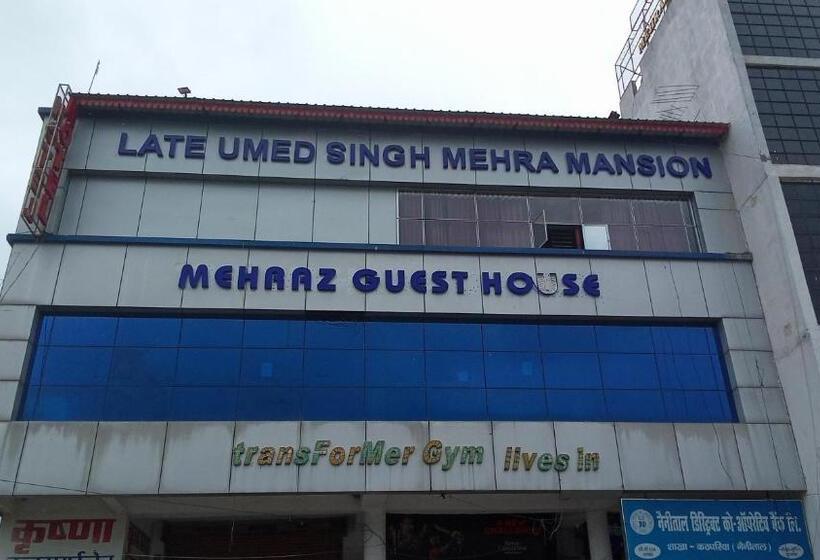 LATE UMED SINGH MEHRA MANSION
MEHRAZ GUEST HOUSE
transForMer Gym lives in
कृष्णा
नैनीताल डिस्ट्रिक्ट को-ऑपरेटिव बैंक लि.
शाखा-
(नैनीताल)